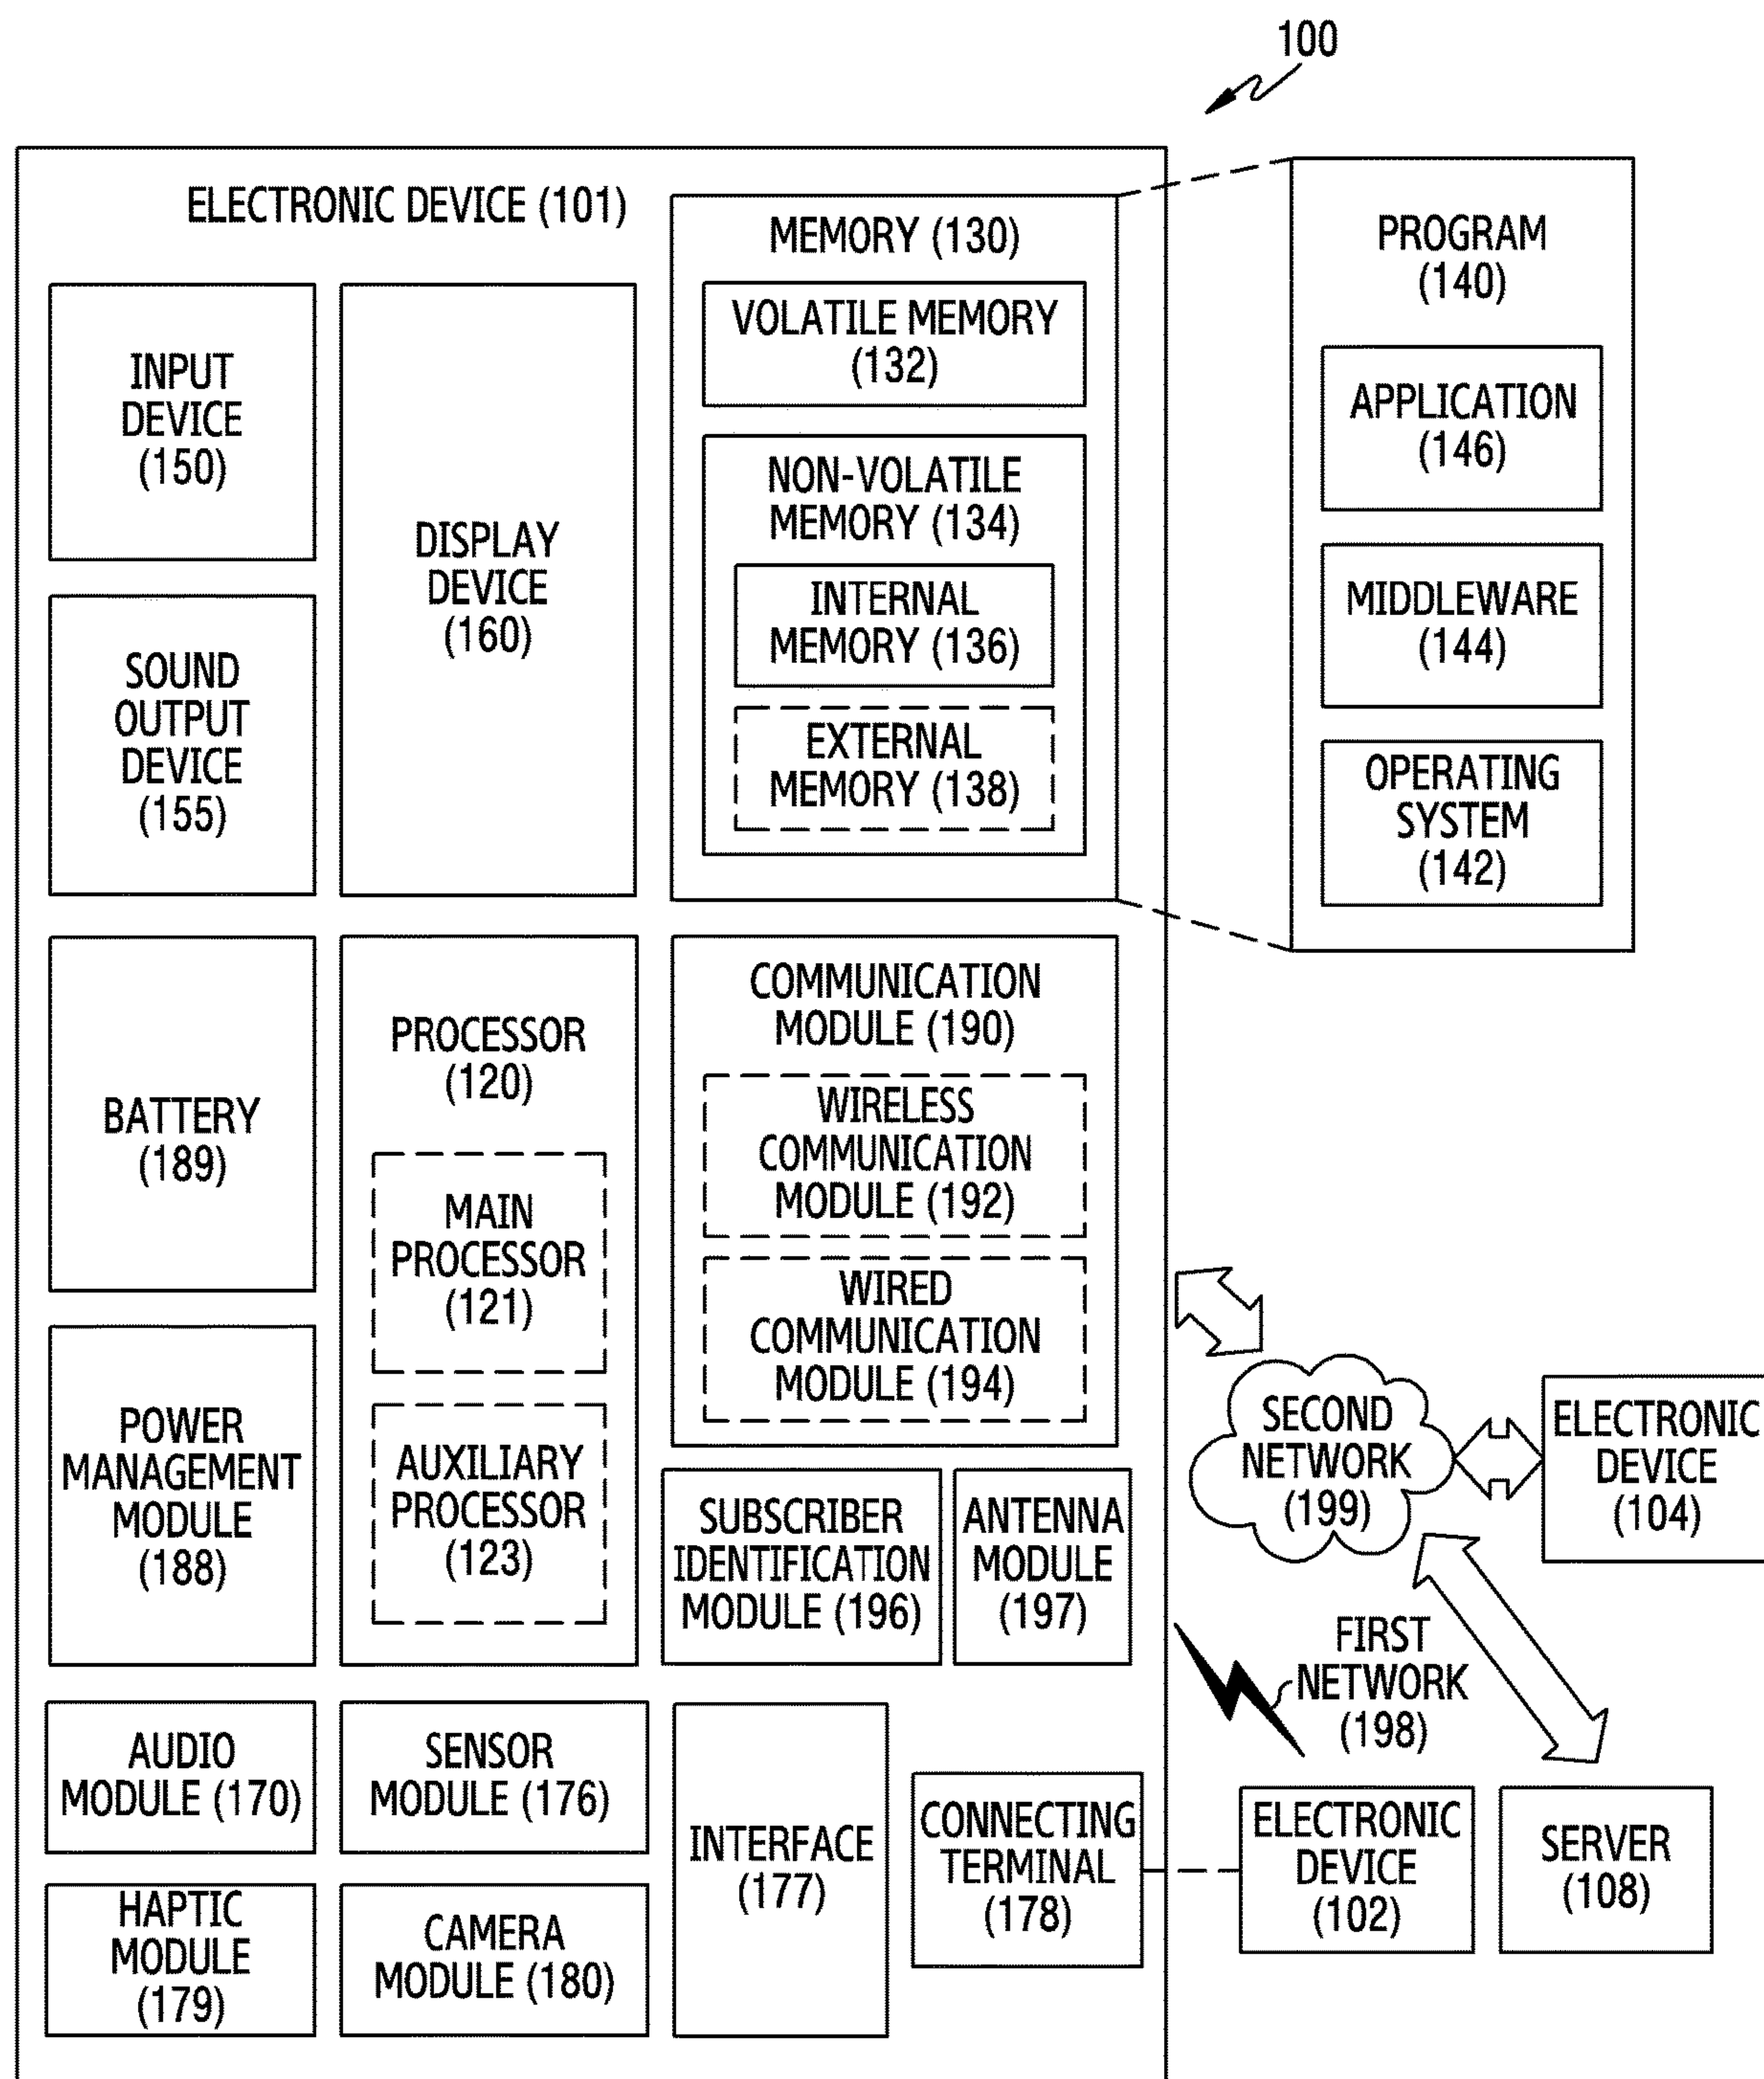 100
ELECTRONIC DEVICE (101)
INPUT
DEVICE
(150)
SOUND
OUTPUT
DEVICE
(155)
DISPLAY
DEVICE
(160)
MEMORY (130)
VOLATILE MEMORY
(132)
NON-VOLATILE
MEMORY (134)
INTERNAL
MEMORY (136)
EXTERNAL
MEMORY (138)
PROGRAM
(140)
APPLICATION
(146)
MIDDLEWARE
(144)
OPERATING
SYSTEM
(142)
BATTERY
(189)
POWER
MANAGEMENT
MODULE
(188)
PROCESSOR
(120)
MAIN
PROCESSOR
(121)
AUXILIARY
PROCESSOR
(123)
COMMUNICATION
MODULE (190)
WIRELESS
COMMUNICATION
MODULE (192)
WIRED
COMMUNICATION
MODULE (194)
SUBSCRIBER
IDENTIFICATION
MODULE (196)
ANTENNA
MODULE
(197)
SECOND
NETWORK
(199)
ELECTRONIC
DEVICE
(104)
FIRST
NETWORK
(198)
AUDIO
MODULE (170)
SENSOR
MODULE (176)
HAPTIC
MODULE
(179)
CAMERA
MODULE (180)
INTERFACE
(177)
CONNECTING
TERMINAL
(178)
ELECTRONIC
DEVICE
(102)
SERVER
(108)